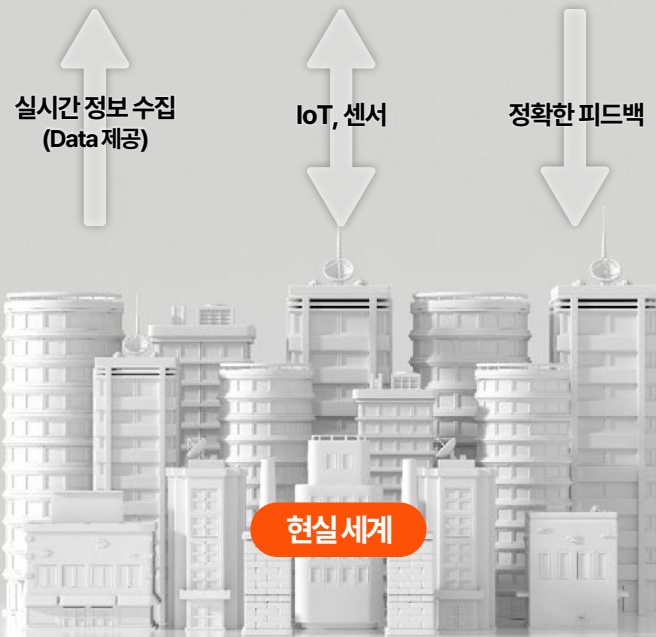 실시간 정보 수집
(Data 제공)
IoT, 센서
정확한 피드백
현실 세계